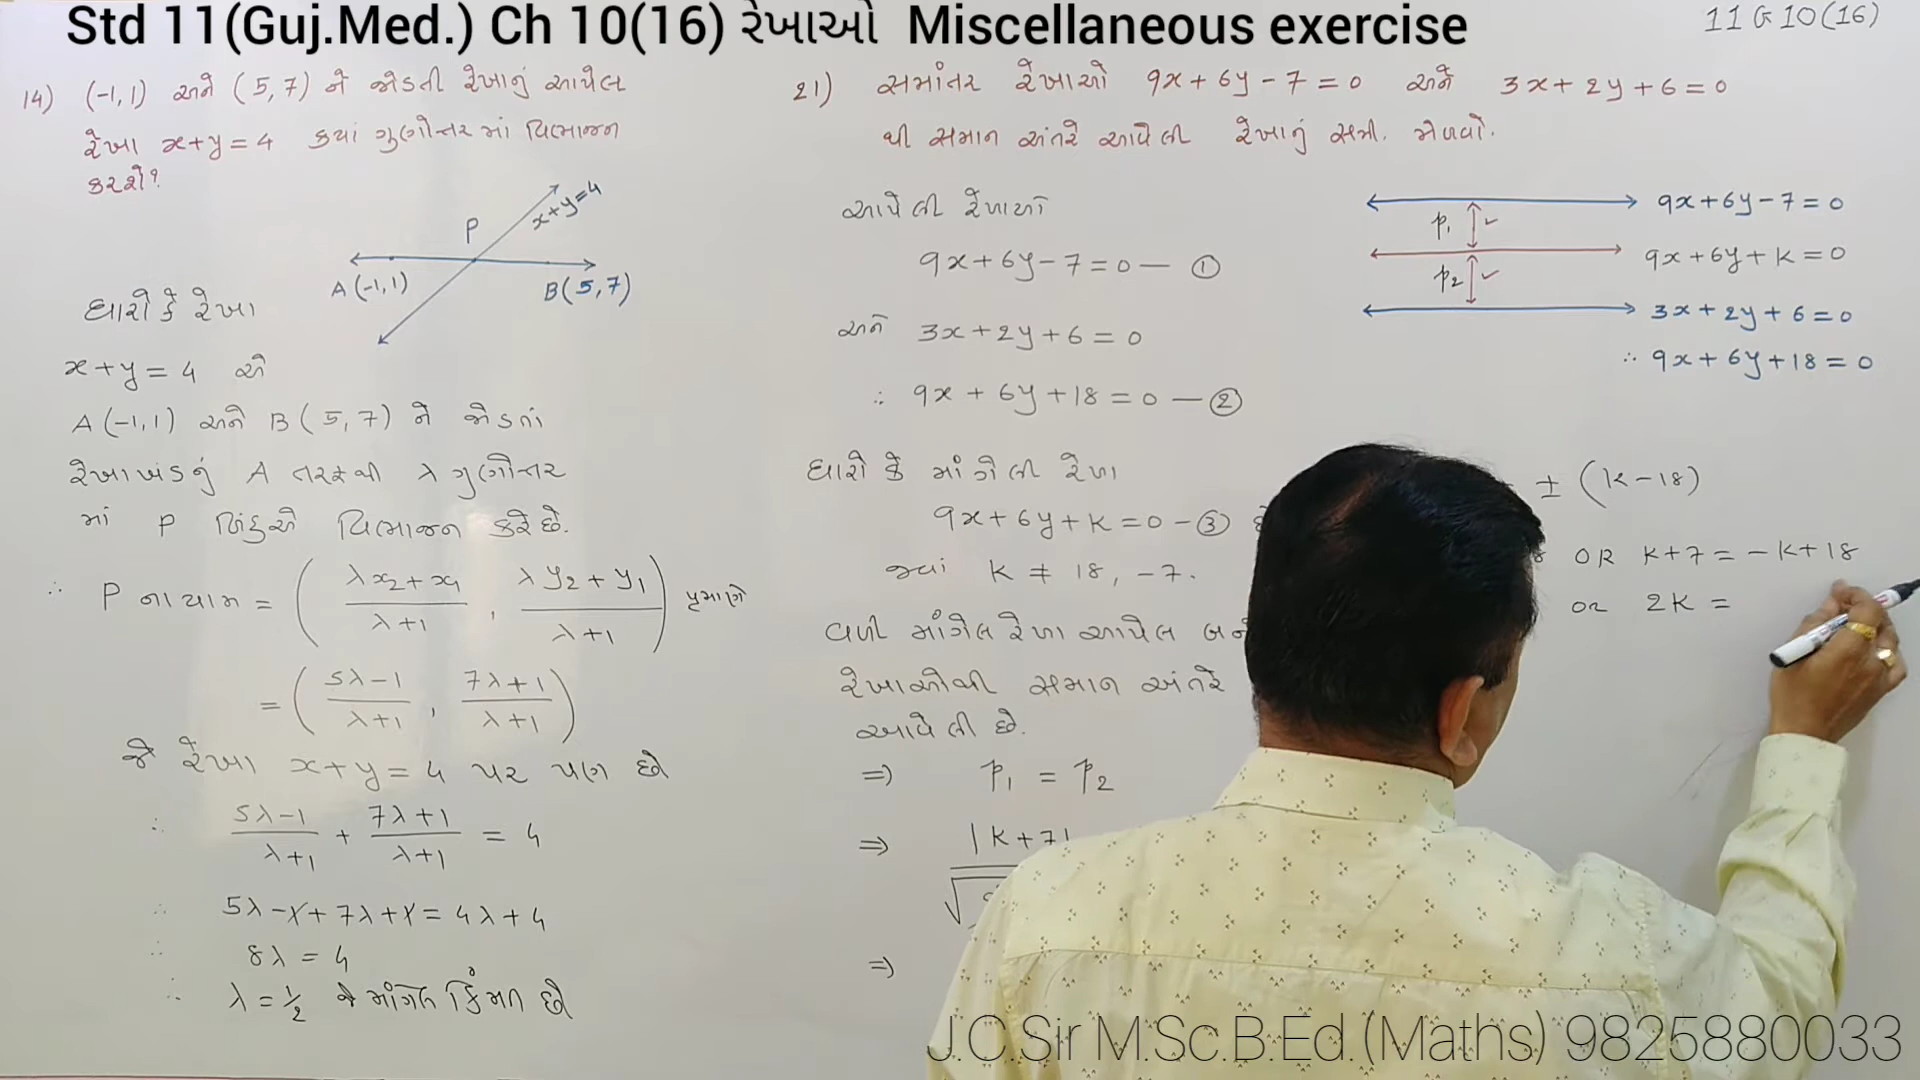 Std 11(Guj.Med.) Ch 10(16) રેખાઓ Miscellaneous exercise
11 G 10(16)
14) (-1,1) અને (5,7) ને જોડતી રેખાનું આપેલ
રેખા x+y=4 કયાં ગુણોત્તર માં વિભાજન
કરશે?
P
x+y=4
A(-1,1)
B(5,7)
ધારો કે રેખા
x+y=4 એ
A(-1,1) અને B(5,7) ને જોડતાં
રેખાખંડનું A તરફથી λ ગુણોત્તર
માં P બિંદુએ વિભાજન કરે છે.
∴ P ના યામ = ( λx₂+x₁/λ+1 , λy₂+y₁/λ+1 ) પ્રમાણે
= ( 5λ-1/λ+1 , 7λ+1/λ+1 )
જે રેખા x+y=4 પર પણ છે
∴ 5λ-1/λ+1 + 7λ+1/λ+1 = 4
∴ 5λ-1+7λ+1=4λ+4
∴ 8λ=4
∴ λ=1/2 જે માંગેલ કિંમત છે
21) સમાંતર રેખાઓ 9x+6y-7=0 અને 3x+2y+6=0
થી સમાન અંતરે આવેલી રેખાનું સમી. મેળવો.
આપેલી રેખાઓ
9x+6y-7=0 — ①
અને 3x+2y+6=0
∴ 9x+6y+18=0 — ②
9x+6y-7=0
p₁
9x+6y+k=0
p₂
3x+2y+6=0
∴ 9x+6y+18=0
ધારો કે માંગેલી રેખા
9x+6y+k=0 - ③
જ્યાં k ≠ 18, -7.
વળી માંગેલ રેખા આપેલ
રેખાઓથી સમાન અંતરે
આવેલી છે.
⇒ p₁ = p₂
⇒ |k+7|
√
⇒
± (k-18)
OR k+7=-k+18
or 2k =
J.C.Sir M.Sc.B.Ed.(Maths) 9825880033